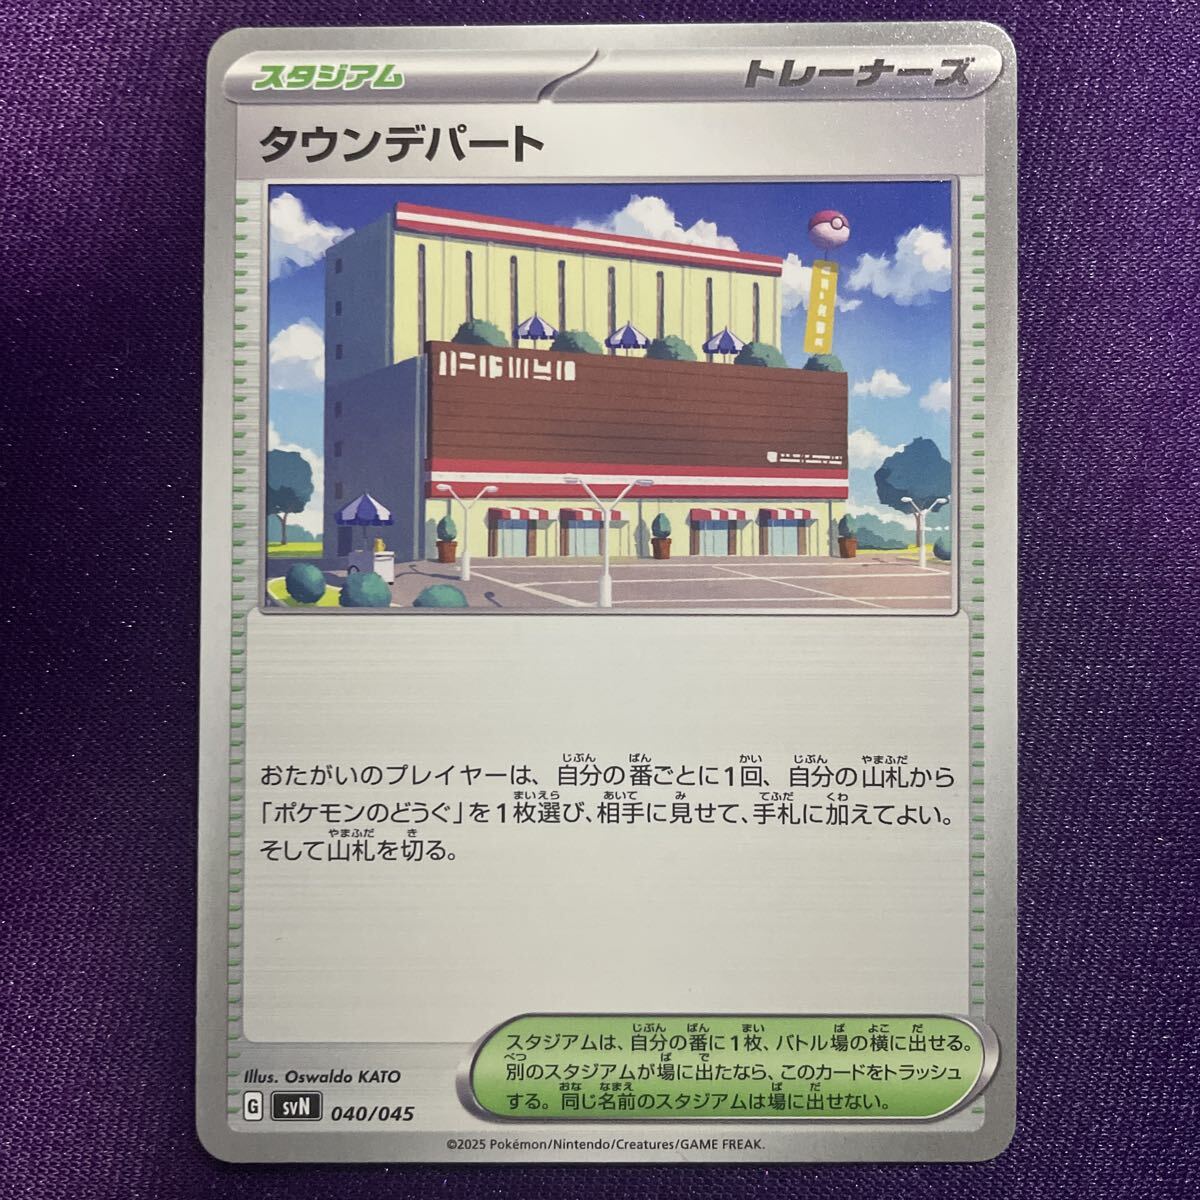 スタジアム
トレーナーズ
タウンデパート
おたがいのプレイヤーは、自分の番ごとに1回、自分の山札から
「ポケモンのどうぐ」を1枚選び、相手に見せて、手札に加えてよい。
そして山札を切る。
スタジアムは、自分の番に1枚、バトル場の横に出せる。
別のスタジアムが場に出たなら、このカードをトラッシュ
する。同じ名前のスタジアムは場に出せない。
Illus. Oswaldo KATO
G svN 040/045
©2025 Pokémon/Nintendo/Creatures/GAME FREAK.